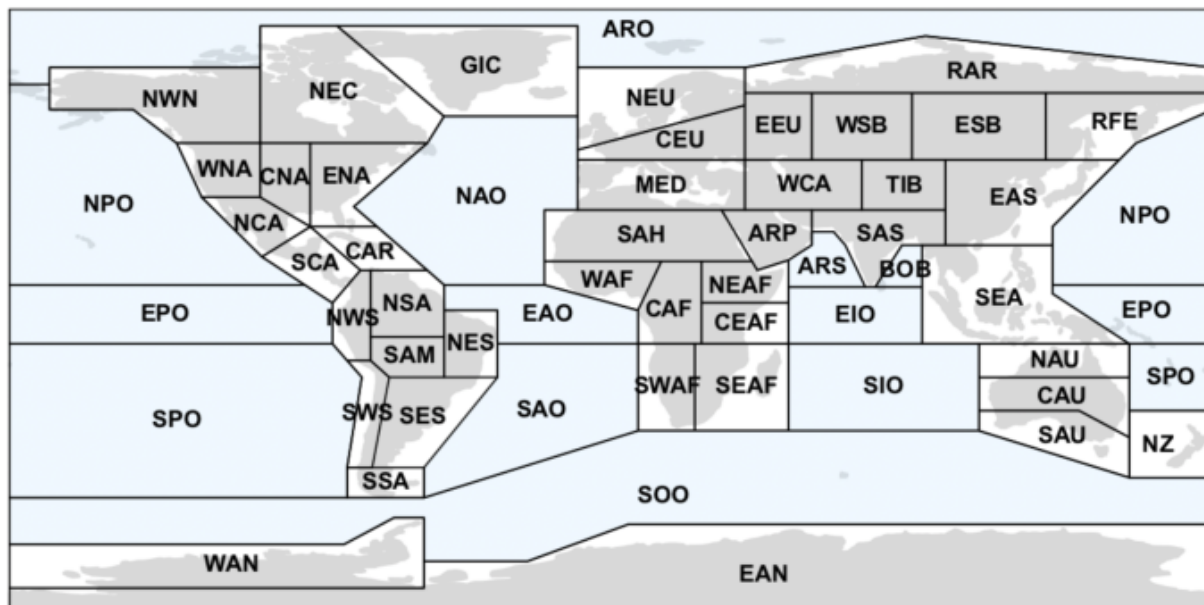 ARO
GIC
RAR
NWN
NEC
NEU
RFE
EEU
WSB
ESB
CEU
WNA
CNA
ENA
MED
WCA
TIB
EAS
NPO
NAO
NPO
NCA
SAH
ARP
SAS
SCA
CAR
WAF
NEAF
ARS
BOB
SEA
NWS
NSA
CAF
EPO
EAO
CEAF
EIO
EPO
NES
SAM
NAU
SPO
SWS
SES
SWAF
SEAF
SIO
CAU
SPO
SAO
SAU
NZ
SSA
SOO
WAN
EAN